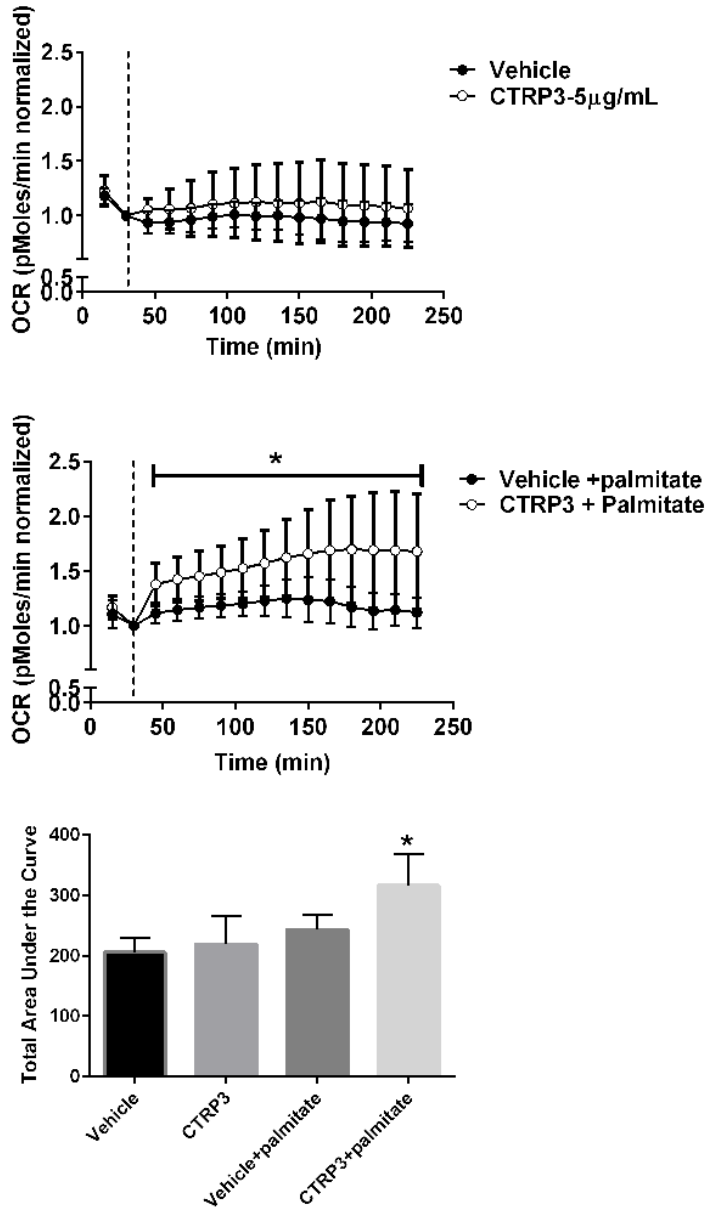 2.5
2.0
1.5
1.0
0.5
0.0
OCR (pMoles/min normalized)
0 50 100 150 200 250
Time (min)
Vehicle
CTRP3-5μg/mL
2.5
2.0
1.5
1.0
0.5
0.0
OCR (pMoles/min normalized)
*
0 50 100 150 200 250
Time (min)
Vehicle +palmitate
CTRP3 + Palmitate
400
300
200
100
0
Total Area Under the Curve
*
Vehicle
CTRP3
Vehicle+palmitate
CTRP3+palmitate